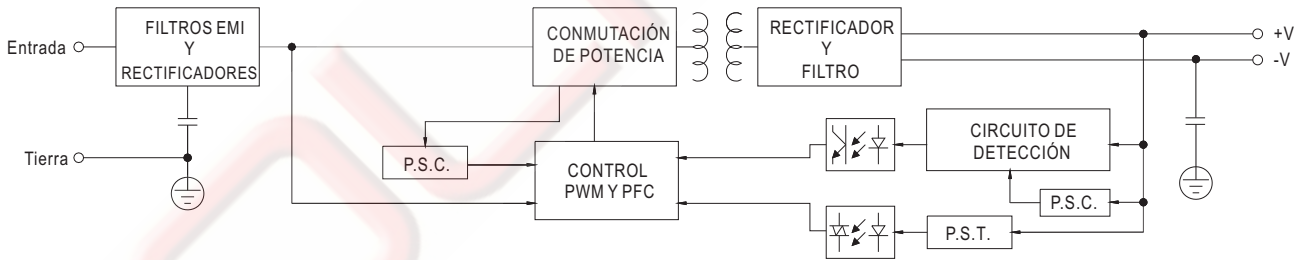 Entrada
FILTROS EMI
Y
RECTIFICADORES
CONMUTACIÓN
DE POTENCIA
RECTIFICADOR
Y
FILTRO
+V
-V
Tierra
P.S.C.
CONTROL
PWM Y PFC
CIRCUITO DE
DETECCIÓN
P.S.C.
P.S.T.